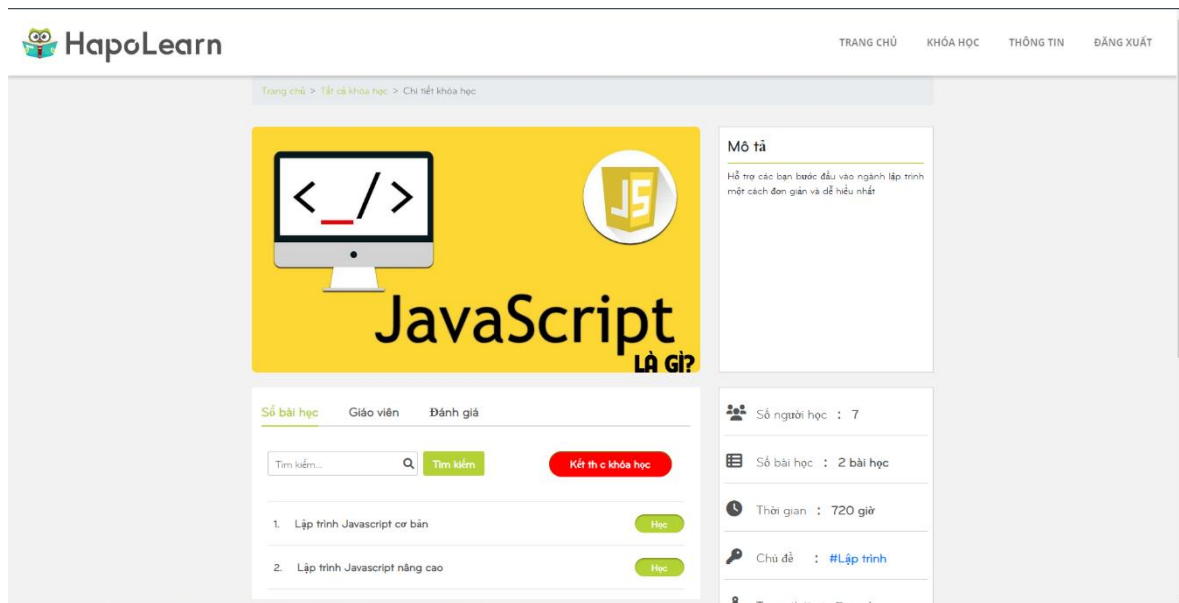 HapoLearn
TRANG CHỦ KHÓA HỌC THÔNG TIN ĐĂNG XUẤT
Trang chủ > Tất cả khóa học > Chi tiết khóa học
<_/>
JS
JavaScript
LÀ GÌ?
Mô tả
Hỗ trợ các bạn bước đầu vào ngành lập trình
một cách đơn giản và dễ hiểu nhất
Số bài học Giáo viên Đánh giá
Tìm kiếm... Tìm kiếm Kết th c khóa học
1. Lập trình Javascript cơ bản Học
2. Lập trình Javascript nâng cao Học
Số người học : 7
Số bài học : 2 bài học
Thời gian : 720 giờ
Chủ đề : #Lập trình